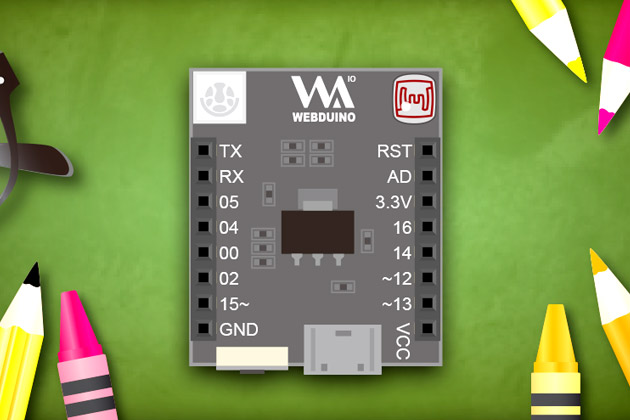 WA IO
WEBDUINO
TX RST
RX AD
05 3.3V
04 16
00 14
02 ~12
15~ ~13
GND VCC